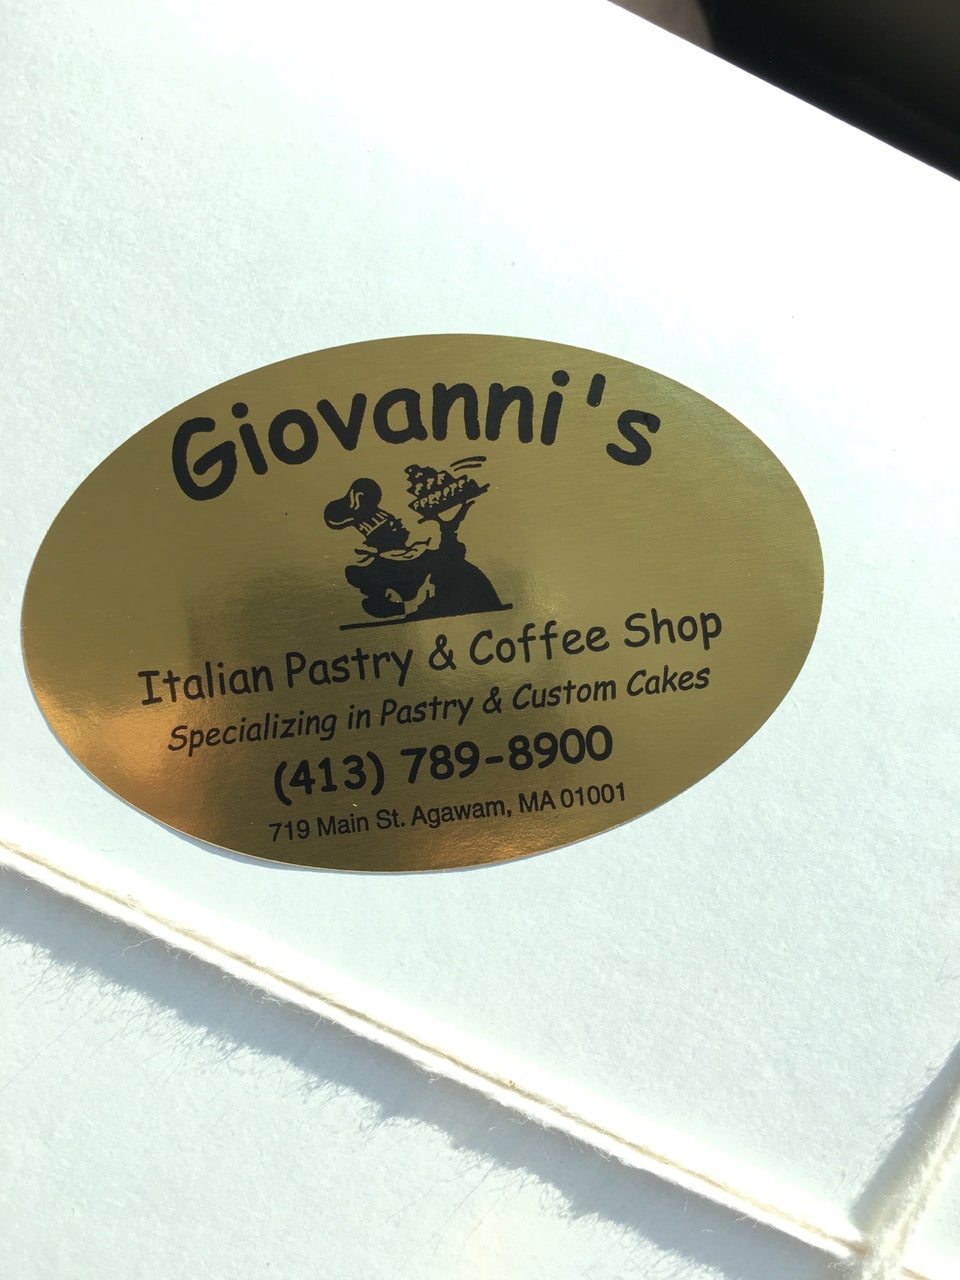 Giovanni's
Italian Pastry & Coffee Shop
Specializing in Pastry & Custom Cakes
(413) 789-8900
719 Main St. Agawam, MA 01001